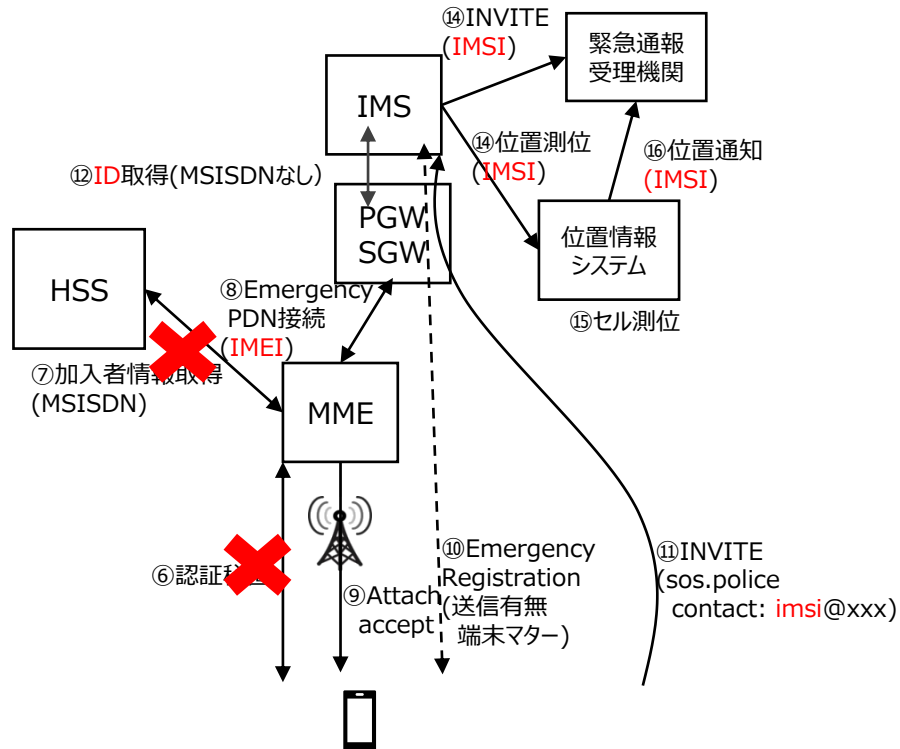 ⑭INVITE
(IMSI)
緊急通報
受理機関
IMS
⑭位置測位
(IMSI)
⑯位置通知
(IMSI)
⑫ID取得(MSISDNなし)
PGW
SGW
位置情報
システム
HSS
⑧Emergency
PDN接続
(IMEI)
⑮セル測位
⑦加入者情報取得
(MSISDN)
MME
⑥認証
⑩Emergency
Registration
(送信有無
端末マター)
⑪INVITE
(sos.police
contact: imsi@xxx)
⑨Attach
accept